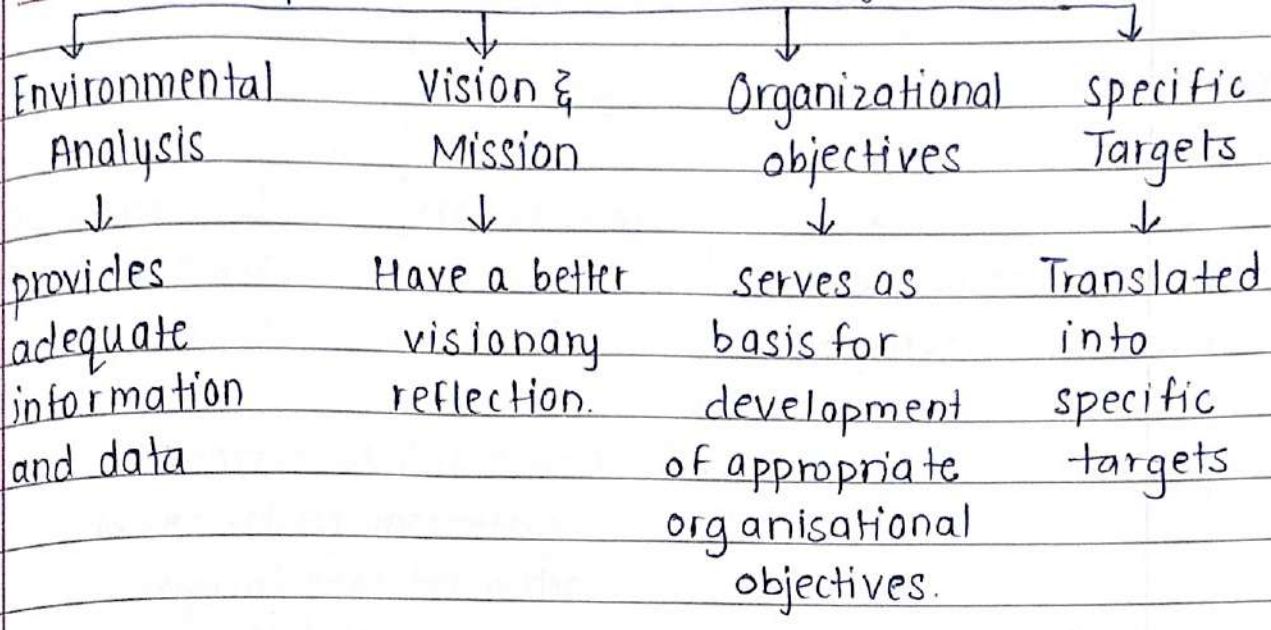 Environmental Analysis
↓
provides
adequate
information
and data
Vision &
Mission
↓
Have a better
visionary
reflection.
Organizational
objectives
↓
serves as
basis for
development
of appropriate
organisational
objectives.
specific
Targets
↓
Translated
into
specific
targets